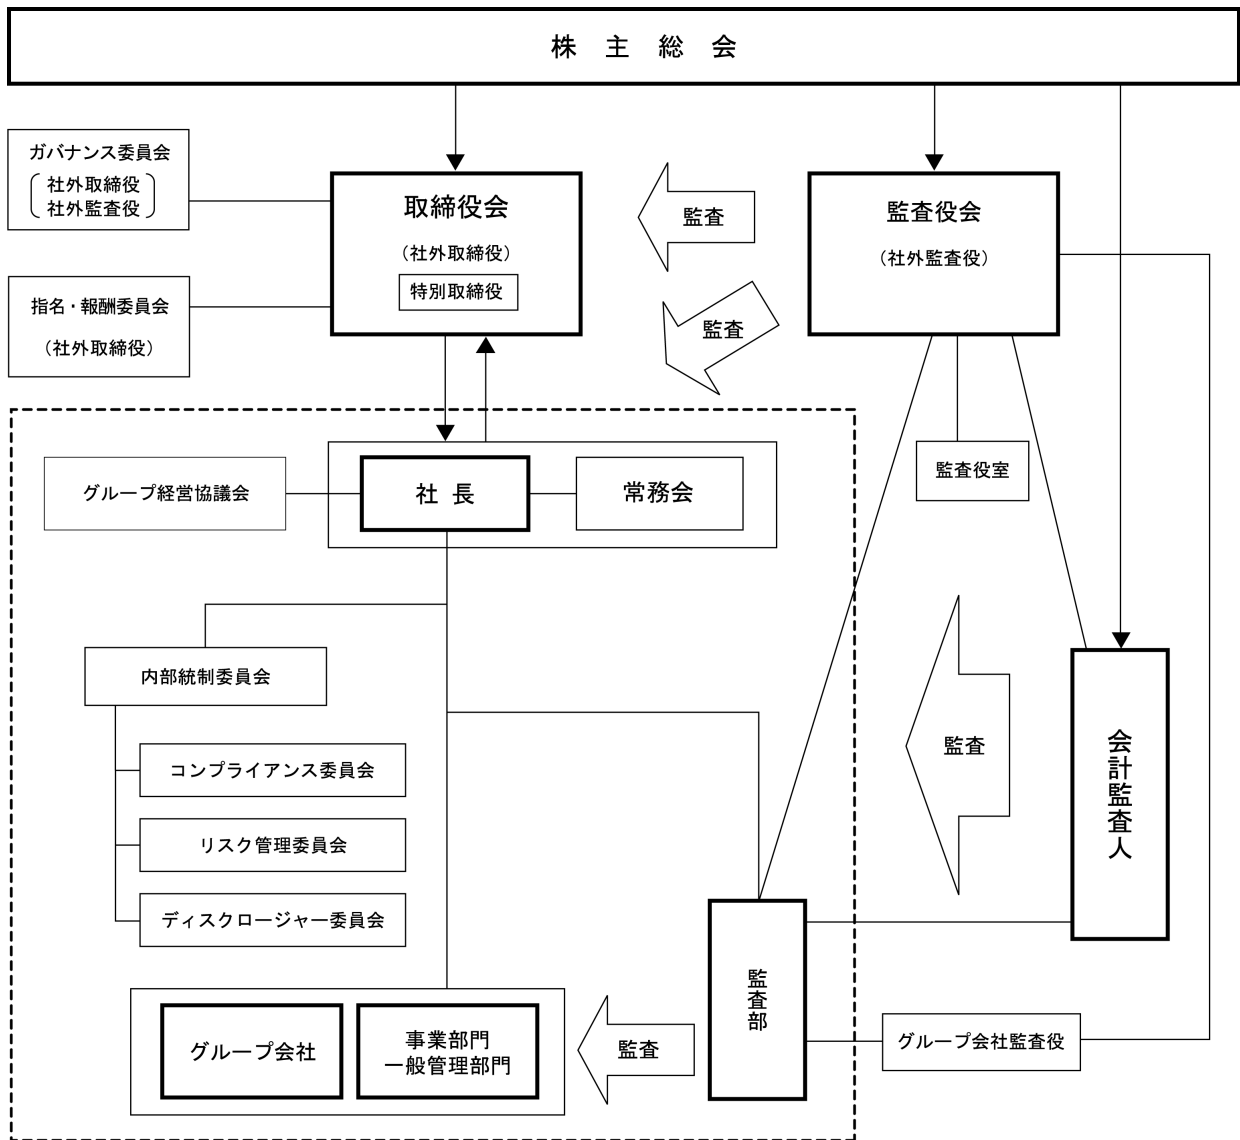 株主総会
ガバナンス委員会
社外取締役
社外監査役
取締役会
（社外取締役）
特別取締役
監査
監査役会
（社外監査役）
指名・報酬委員会
（社外取締役）
監査
グループ経営協議会
社長
常務会
監査役室
内部統制委員会
コンプライアンス委員会
リスク管理委員会
ディスクロージャー委員会
監査
会計監査人
監査部
グループ会社
事業部門
一般管理部門
監査
グループ会社監査役